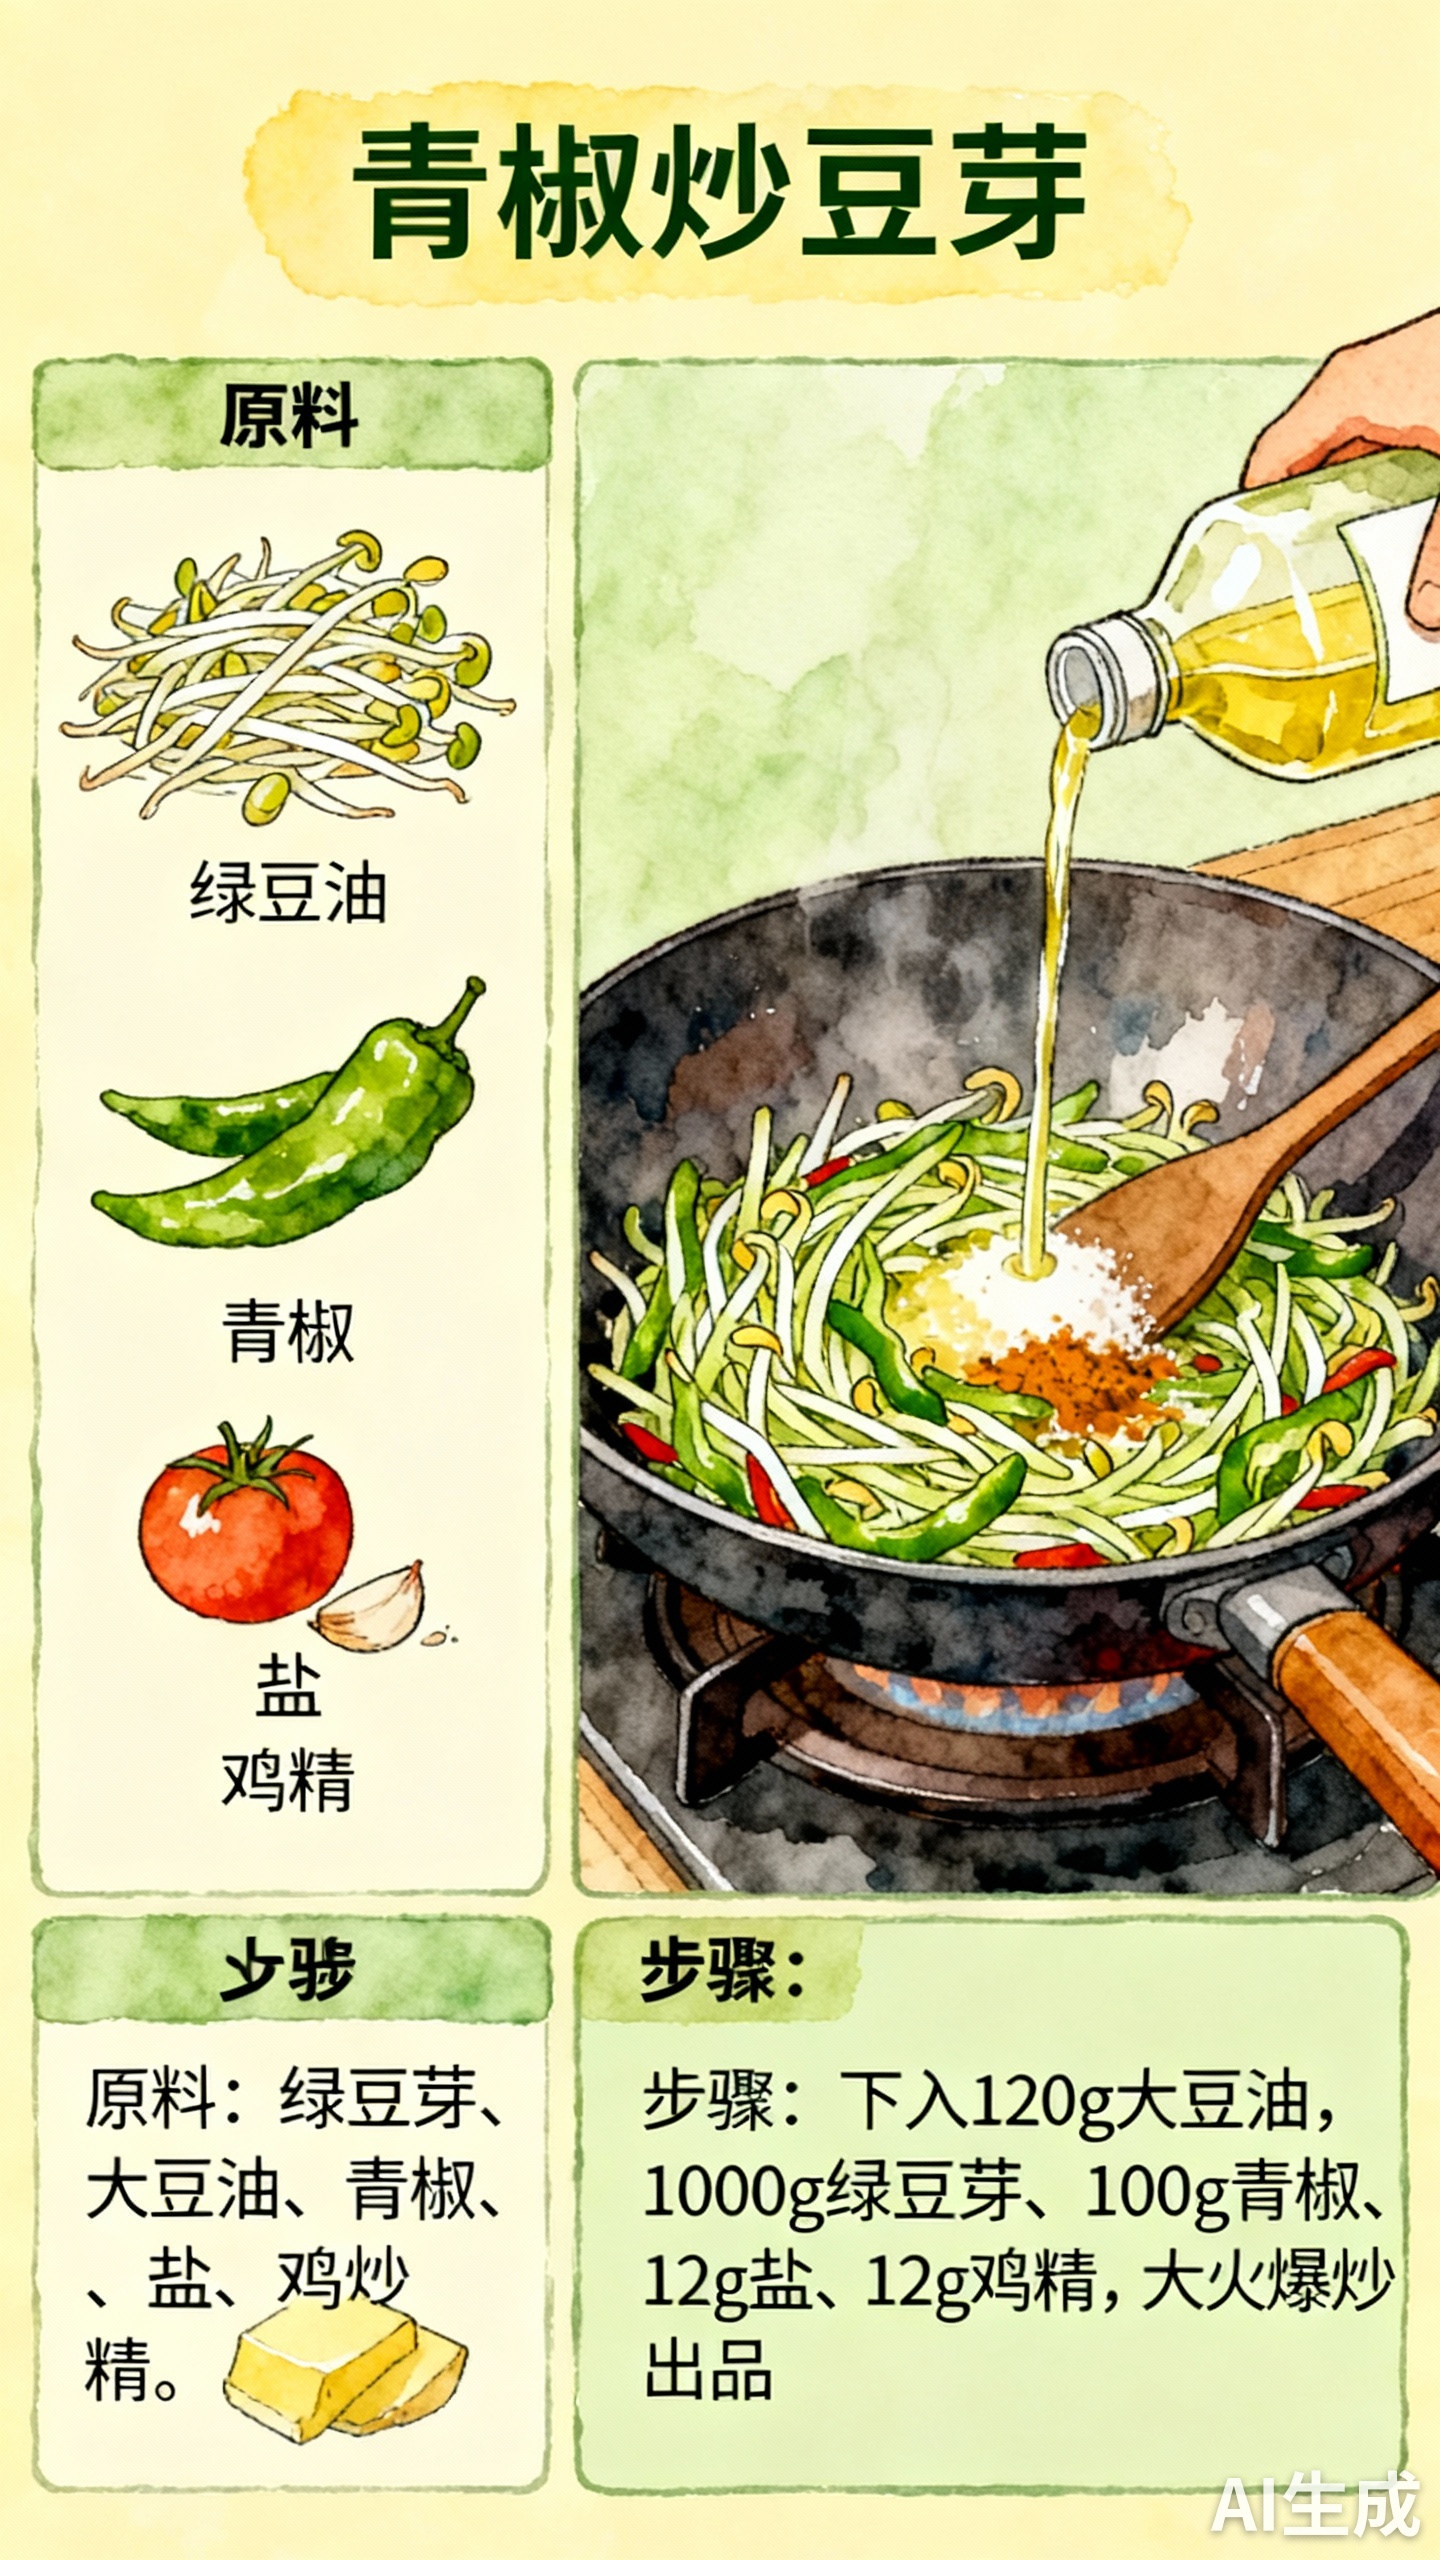 青椒炒豆芽
原料
绿豆油
青椒
盐
鸡精
原料：绿豆芽、
大豆油、青椒、
、盐、鸡炒
精。
步骤：
步骤：下入120g大豆油，
1000g绿豆芽、100g青椒、
12g盐、12g鸡精，大火爆炒
出品
AI生成